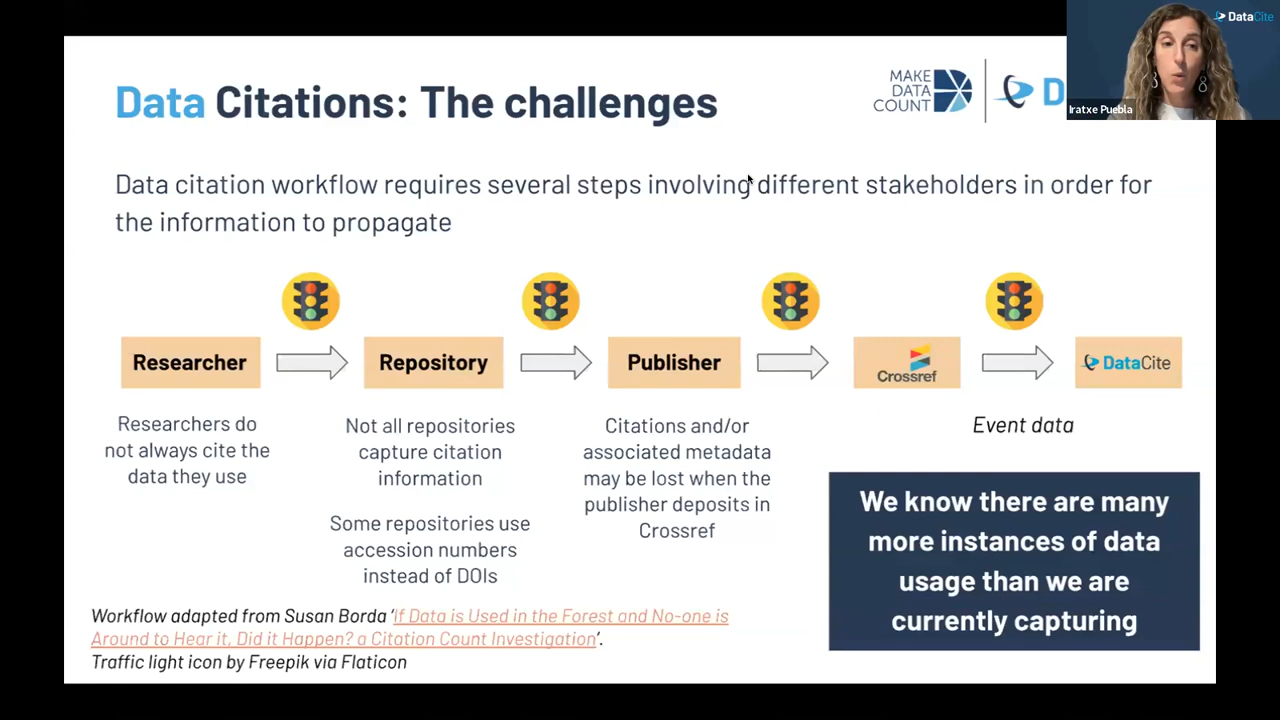 DataCite
Iratxe Puebla
Data Citations: The challenges
MAKE
DATA
COUNT
D
Data citation workflow requires several steps involving different stakeholders in order for
the information to propagate
Researcher
Repository
Publisher
Crossref
DataCite
Researchers do
not always cite the
data they use
Not all repositories
capture citation
information
Some repositories use
accession numbers
instead of DOIs
Citations and/or
associated metadata
may be lost when the
publisher deposits in
Crossref
Event data
We know there are many
more instances of data
usage than we are
currently capturing
Workflow adapted from Susan Borda ‘If Data is Used in the Forest and No-one is
Around to Hear it, Did it Happen? a Citation Count Investigation’.
Traffic light icon by Freepik via Flaticon